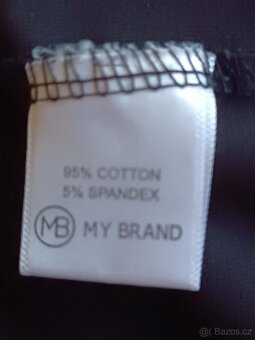 95% COTTON
5% SPANDEX
MB MY BRAND
Bazos.cz